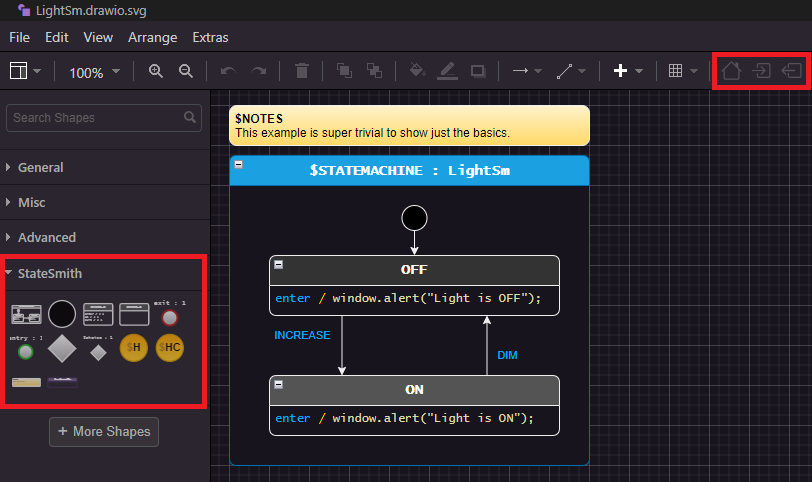 LightSm.drawio.svg
File Edit View Arrange Extras
100%
Search Shapes
General
Misc
Advanced
StateSmith
exit : 1
$H
$HC
+ More Shapes
$NOTES
This example is super trivial to show just the basics.
$STATEMACHINE : LightSm
OFF
enter / window.alert("Light is OFF");
INCREASE
DIM
ON
enter / window.alert("Light is ON");